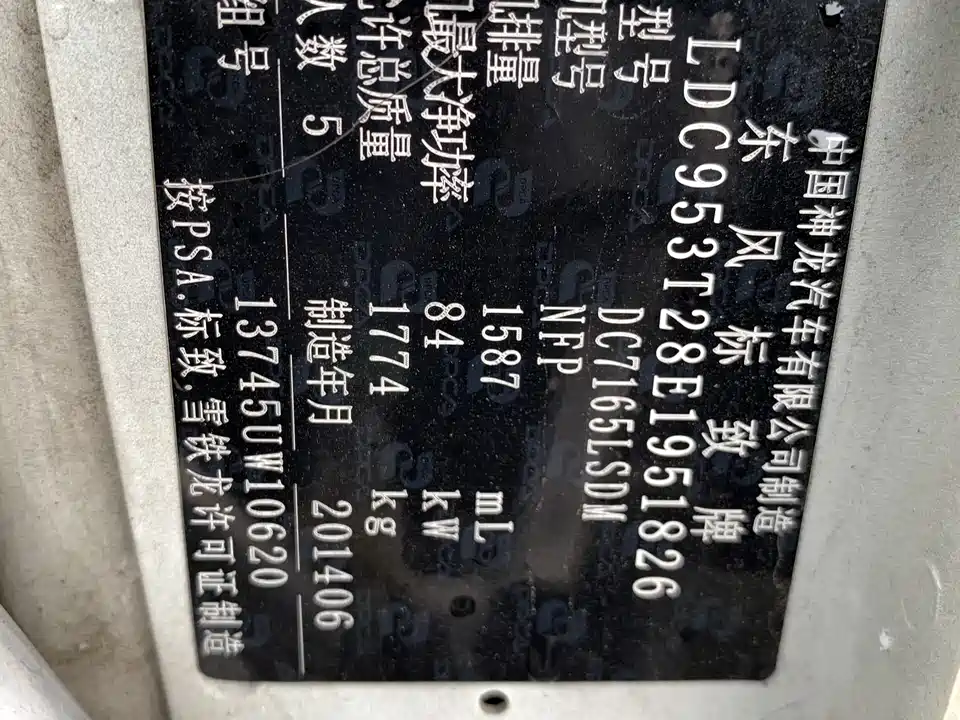 中国神龙汽车有限公司制造
东风标致牌
LDC953T28E1951826
型号 DC7165LSDM
型号 NFP
排量 1587 mL
最大净功率 84 kW
许总质量 1774 kg
人数 5 制造年月 201406
组号 13745UW10620
按PSA.标致,雪铁龙许可证制造